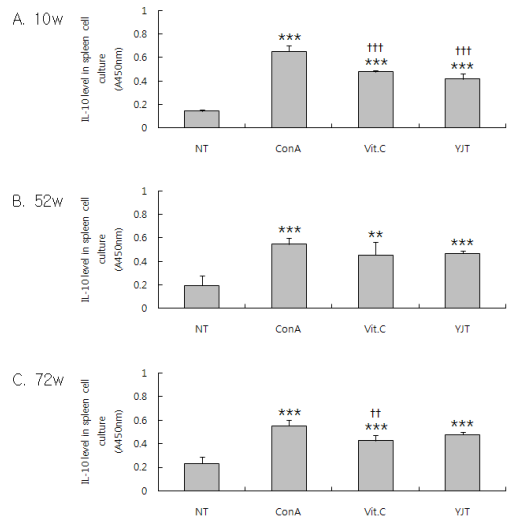 A. 10w
IL-10 level in spleen cell
culture
(A450nm)
1
0.8
0.6
0.4
0.2
0
***
†††
***
†††
***
NT
ConA
Vit.C
YJT
B. 52w
IL-10 level in spleen cell
culture
(A450nm)
1
0.8
0.6
0.4
0.2
0
***
**
***
NT
ConA
Vit.C
YJT
C. 72w
IL-10 level in spleen cell
culture
(A450nm)
1
0.8
0.6
0.4
0.2
0
***
††
***
***
NT
ConA
Vit.C
YJT